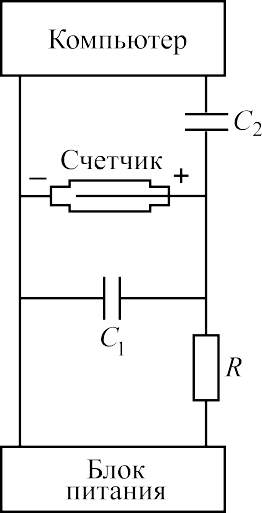 Компьютер
C₂
Счетчик
– +
C₁
R
Блок
питания